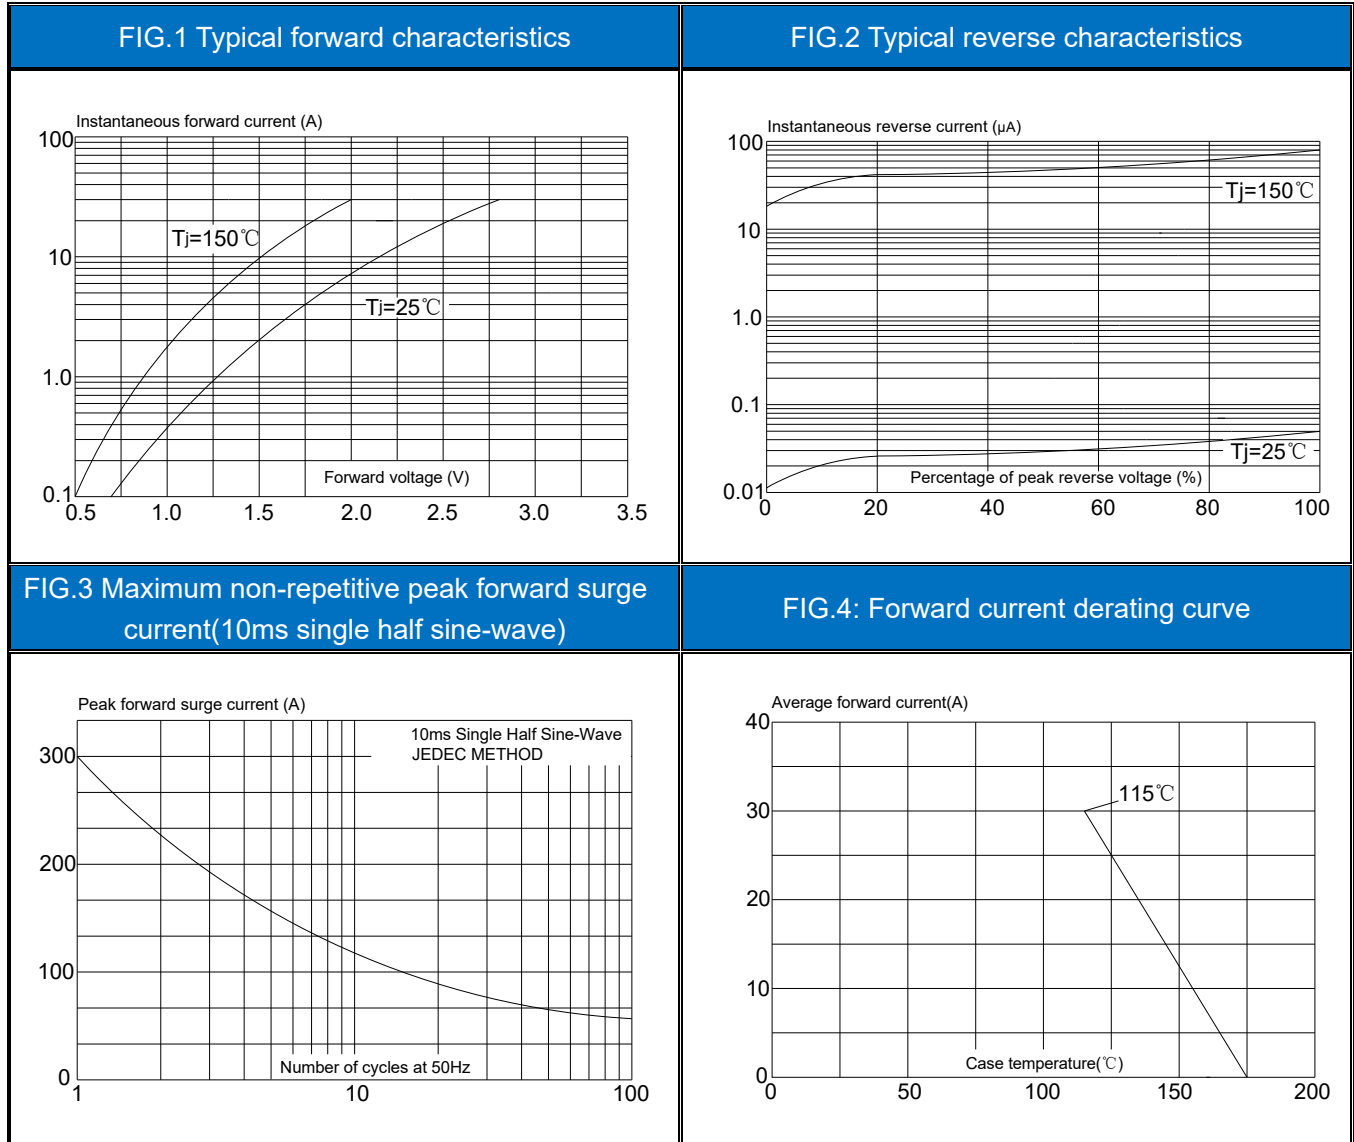 FIG.1 Typical forward characteristics
Instantaneous forward current (A)
100
10
1.0
0.1
Tj=150℃
Tj=25℃
Forward voltage (V)
0.5 1.0 1.5 2.0 2.5 3.0 3.5
FIG.2 Typical reverse characteristics
Instantaneous reverse current (μA)
100
10
1.0
0.1
0.01
Tj=150℃
Tj=25℃
Percentage of peak reverse voltage (%)
0 20 40 60 80 100
FIG.3 Maximum non-repetitive peak forward surge
current(10ms single half sine-wave)
Peak forward surge current (A)
10ms Single Half Sine-Wave
JEDEC METHOD
300
200
100
0
Number of cycles at 50Hz
1 10 100
FIG.4: Forward current derating curve
Average forward current(A)
40
30
20
10
0
115℃
Case temperature(℃)
0 50 100 150 200